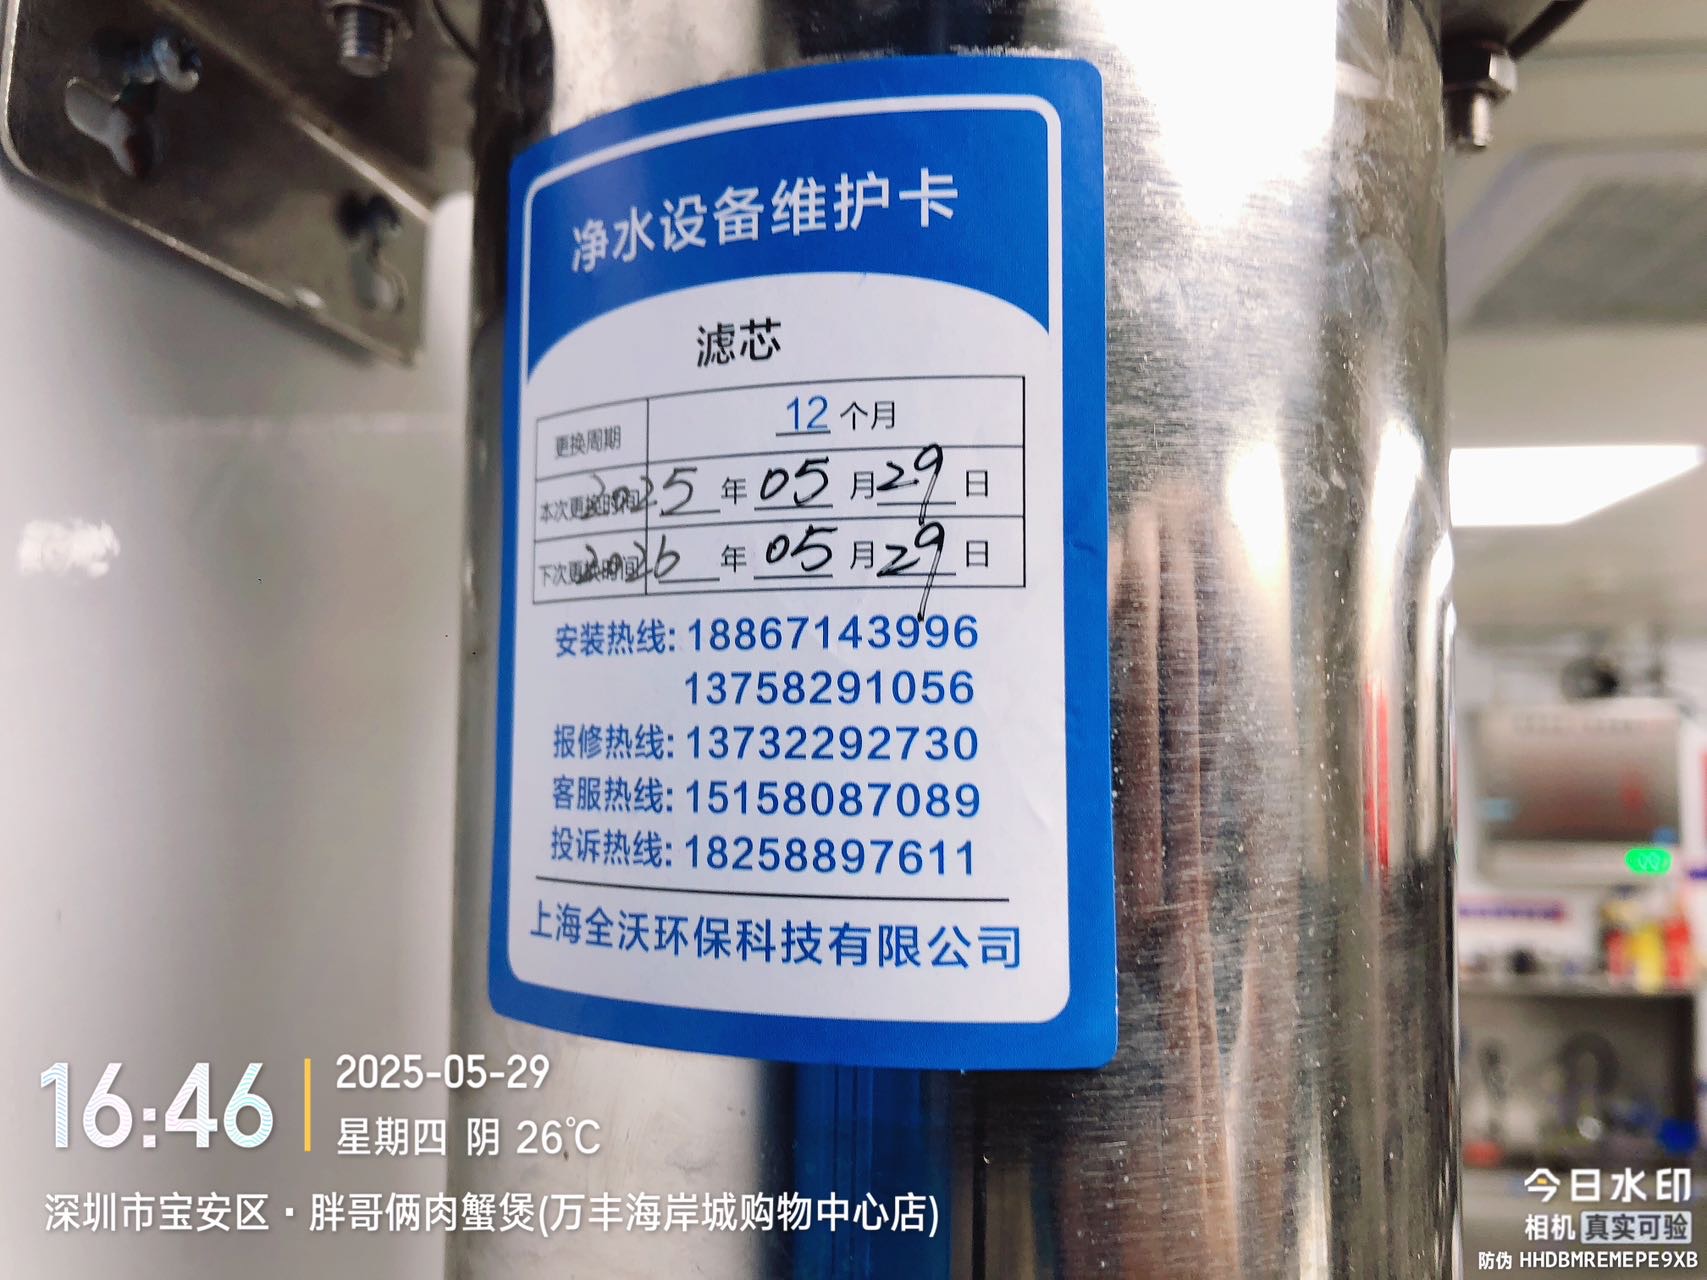 净水设备维护卡
滤芯
更换周期 12 个月
本次更换时间 2025 年 05 月 29 日
下次更换时间 2026 年 05 月 29 日
安装热线: 18867143996
13758291056
报修热线: 13732292730
客服热线: 15158087089
投诉热线: 18258897611
上海全沃环保科技有限公司
16:46
2025-05-29
星期四 阴 26℃
深圳市宝安区·胖哥俩肉蟹煲(万丰海岸城购物中心店)
今日水印
相机 真实可验
防伪 HHDBMREMEPE9XB